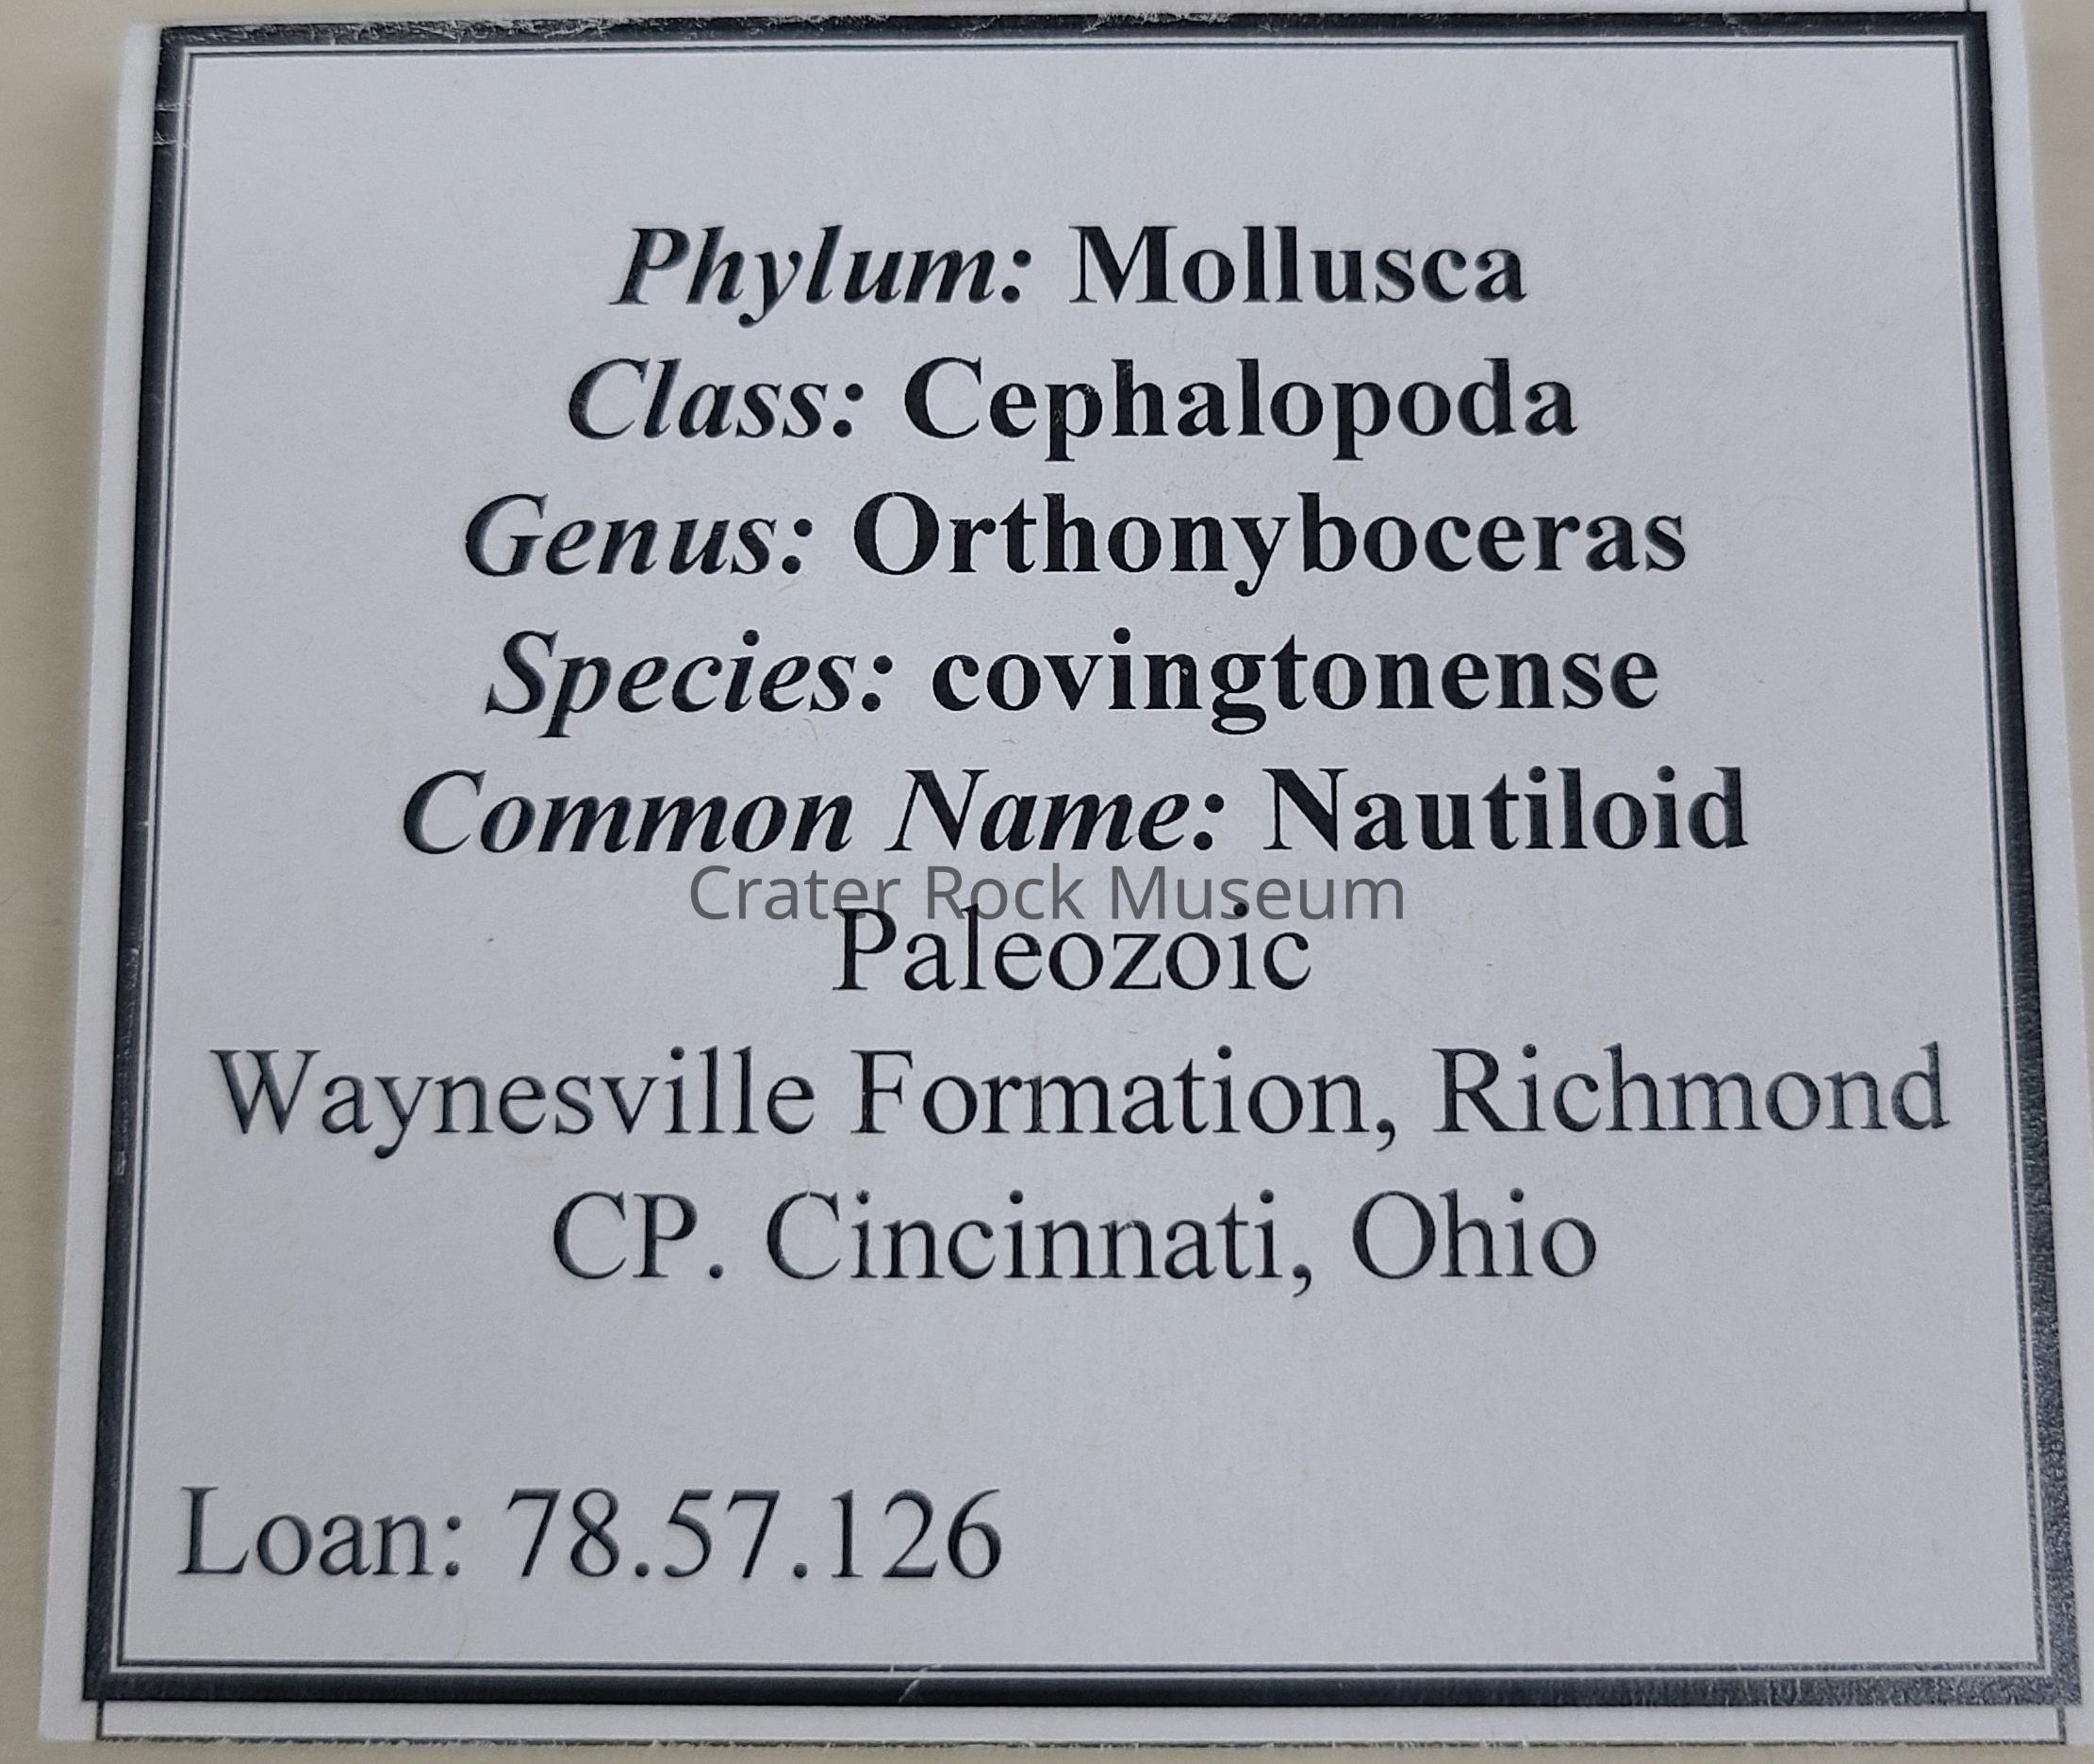 Phylum: Mollusca
Class: Cephalopoda
Genus: Orthonyboceras
Species: covingtonense
Common Name: Nautiloid
Crater Rock Museum
Paleozoic
Waynesville Formation, Richmond
CP. Cincinnati, Ohio
Loan: 78.57.126